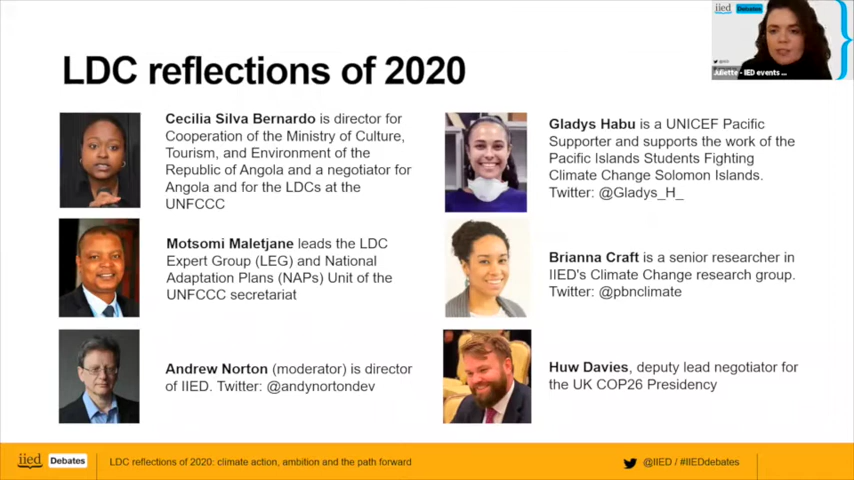 iied Debates
Juliette - IIED events ...
LDC reflections of 2020
Cecilia Silva Bernardo is director for
Cooperation of the Ministry of Culture,
Tourism, and Environment of the
Republic of Angola and a negotiator for
Angola and for the LDCs at the
UNFCCC
Motsomi Maletjane leads the LDC
Expert Group (LEG) and National
Adaptation Plans (NAPs) Unit of the
UNFCCC secretariat
Andrew Norton (moderator) is director
of IIED. Twitter: @andynortondev
Gladys Habu is a UNICEF Pacific
Supporter and supports the work of the
Pacific Islands Students Fighting
Climate Change Solomon Islands.
Twitter: @Gladys_H_
Brianna Craft is a senior researcher in
IIED's Climate Change research group.
Twitter: @pbnclimate
Huw Davies, deputy lead negotiator for
the UK COP26 Presidency
iied Debates
LDC reflections of 2020: climate action, ambition and the path forward
@IIED / #IIEDdebates